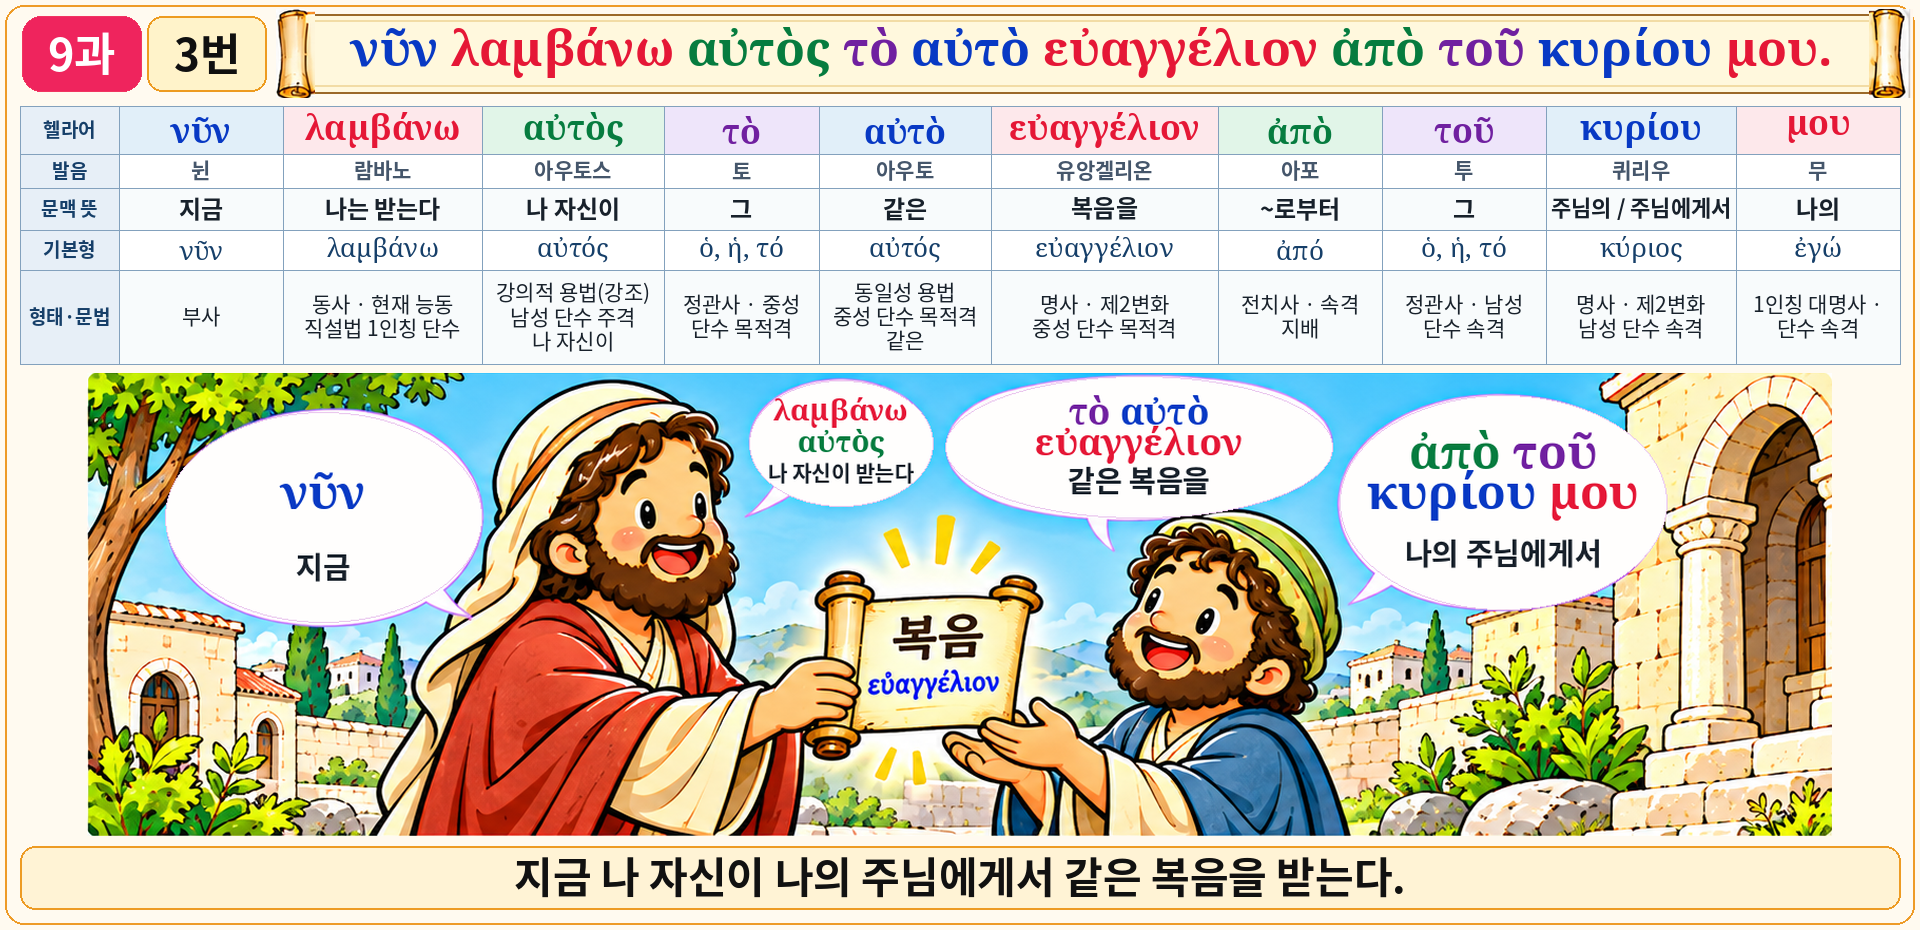 9과 3번 νῦν λαμβάνω αὐτὸς τὸ αὐτὸ εὐαγγέλιον ἀπὸ τοῦ κυρίου μου.
헬라어 νῦν λαμβάνω αὐτὸς τὸ αὐτὸ εὐαγγέλιον ἀπὸ τοῦ κυρίου μου
발음 뉜 람바노 아우토스 토 아우토 유앙겔리온 아포 투 퀴리우 무
문맥 뜻 지금 나는 받는다 나 자신이 그 같은 복음을 ~로부터 그 주님의 / 주님에게서 나의
기본형 νῦν λαμβάνω αὐτός ὁ, ἡ, τό αὐτός εὐαγγέλιον ἀπό ὁ, ἡ, τό κύριος ἐγώ
형태·문법
부사
동사 · 현재 능동
직설법 1인칭 단수
강의적 용법(강조)
남성 단수 주격
나 자신이
정관사 · 중성
단수 목적격
동일성 용법
중성 단수 목적격
같은
명사 · 제2변화
중성 단수 목적격
전치사 · 속격
지배
정관사 · 남성
단수 속격
명사 · 제2변화
남성 단수 속격
1인칭 대명사 ·
단수 속격
νῦν
지금
λαμβάνω
αὐτὸς
나 자신이 받는다
τὸ αὐτὸ
εὐαγγέλιον
같은 복음을
ἀπὸ τοῦ
κυρίου μου
나의 주님에게서
복음
εὐαγγέλιον
지금 나 자신이 나의 주님에게서 같은 복음을 받는다.